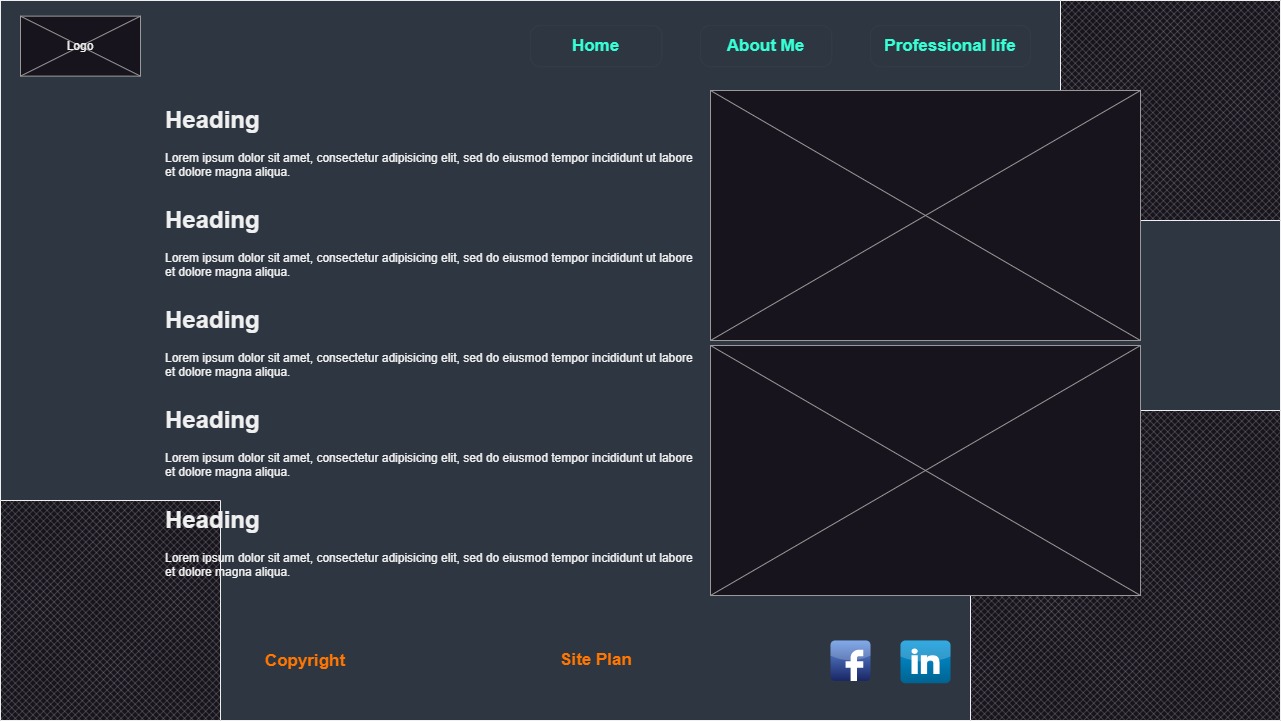 Logo
Home
About Me
Professional life
Heading
Lorem ipsum dolor sit amet, consectetur adipisicing elit, sed do eiusmod tempor incididunt ut labore
et dolore magna aliqua.
Heading
Lorem ipsum dolor sit amet, consectetur adipisicing elit, sed do eiusmod tempor incididunt ut labore
et dolore magna aliqua.
Heading
Lorem ipsum dolor sit amet, consectetur adipisicing elit, sed do eiusmod tempor incididunt ut labore
et dolore magna aliqua.
Heading
Lorem ipsum dolor sit amet, consectetur adipisicing elit, sed do eiusmod tempor incididunt ut labore
et dolore magna aliqua.
Heading
Lorem ipsum dolor sit amet, consectetur adipisicing elit, sed do eiusmod tempor incididunt ut labore
et dolore magna aliqua.
Copyright
Site Plan
f
in